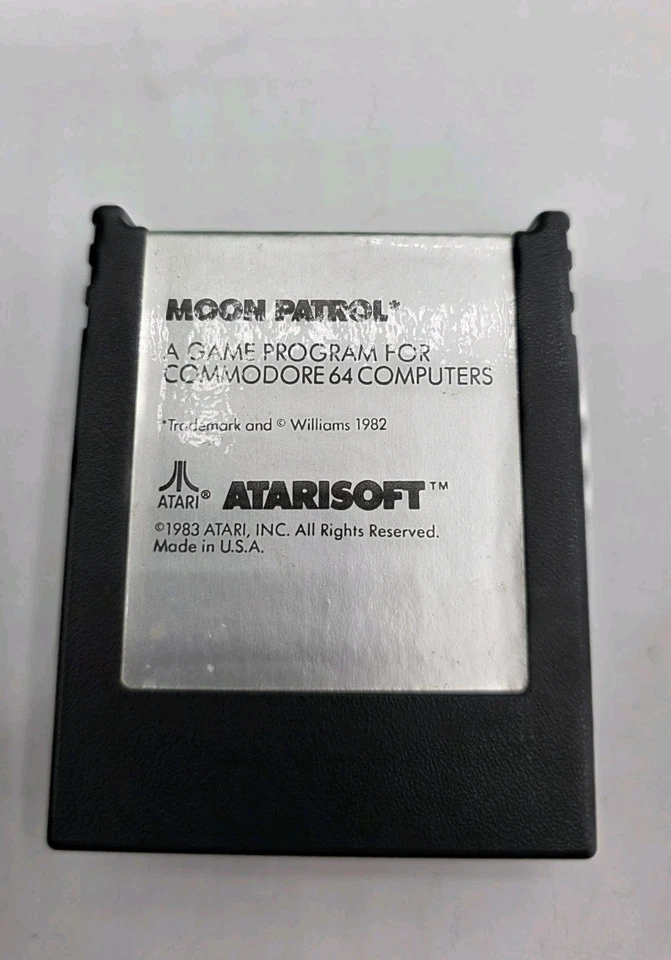 MOON PATROL*
A GAME PROGRAM FOR
COMMODORE 64 COMPUTERS
*Trademark and © Williams 1982
ATARI® ATARISOFT™
©1983 ATARI, INC. All Rights Reserved.
Made in U.S.A.